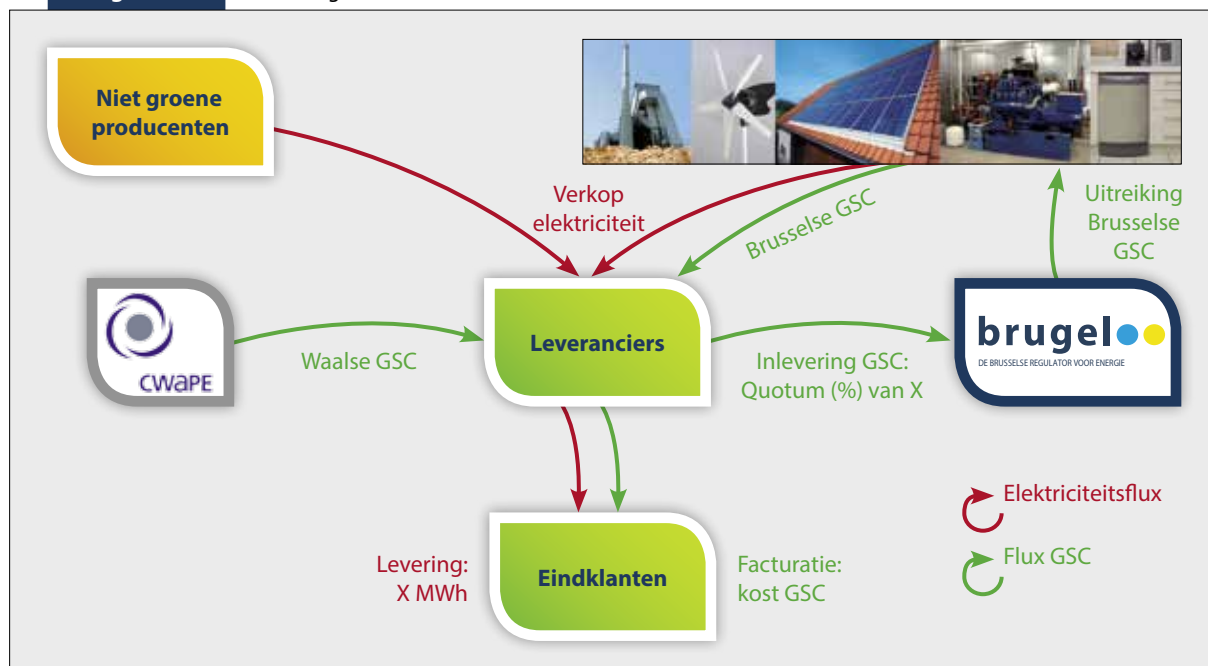 Niet groene
producenten
Verkop
elektriciteit
Brusselse GSC
Uitreiking
Brusselse
GSC
CWaPE
Waalse GSC
Leveranciers
Inlevering GSC:
Quotum (%) van X
brugel
DE BRUSSELSE REGULATOR VOOR ENERGIE
Levering:
X MWh
Eindklanten
Facturatie:
kost GSC
Elektriciteitsflux
Flux GSC